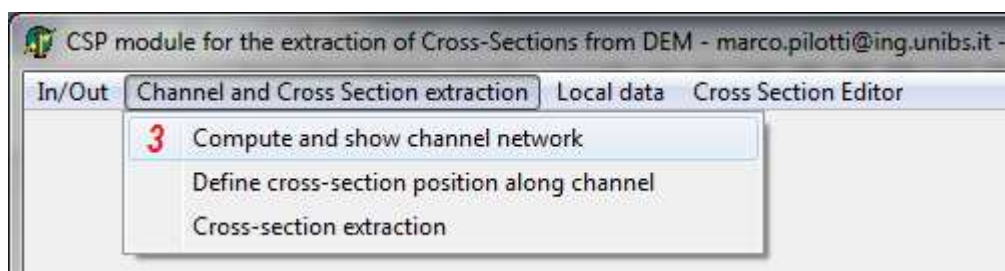 CSP module for the extraction of Cross-Sections from DEM - marco.pilotti@ing.unibs.it -
In/Out Channel and Cross Section extraction Local data Cross Section Editor
3 Compute and show channel network
Define cross-section position along channel
Cross-section extraction